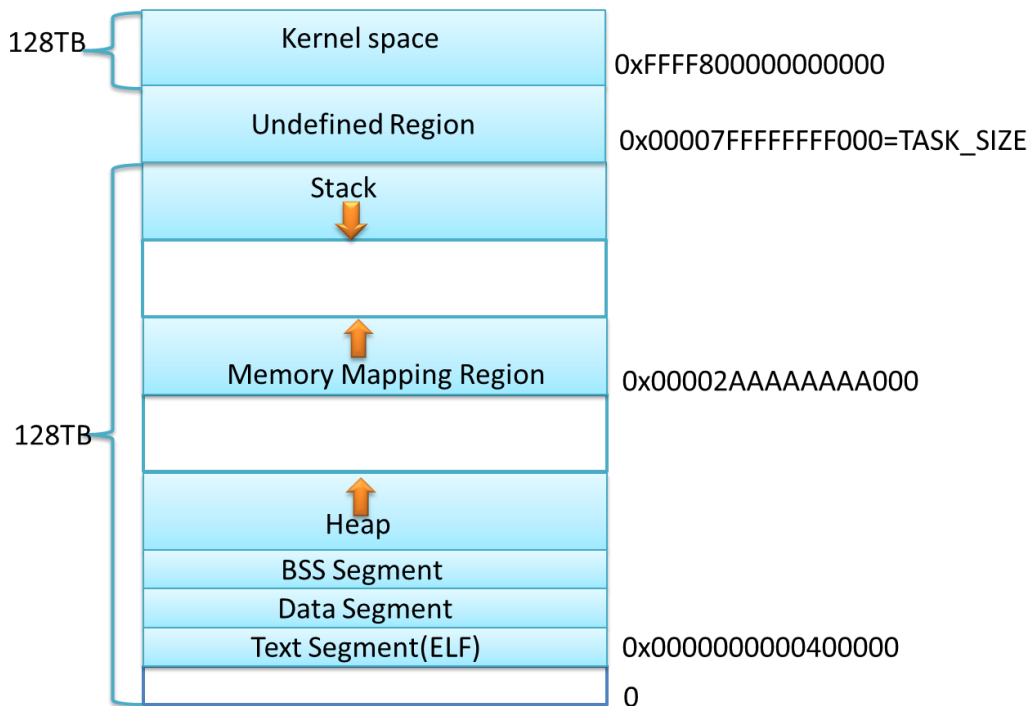 128TB
Kernel space
0xFFFF800000000000
Undefined Region
0x00007FFFFFFFF000=TASK_SIZE
Stack
Memory Mapping Region
0x00002AAAAAAAA000
128TB
Heap
BSS Segment
Data Segment
Text Segment(ELF)
0x0000000000400000
0